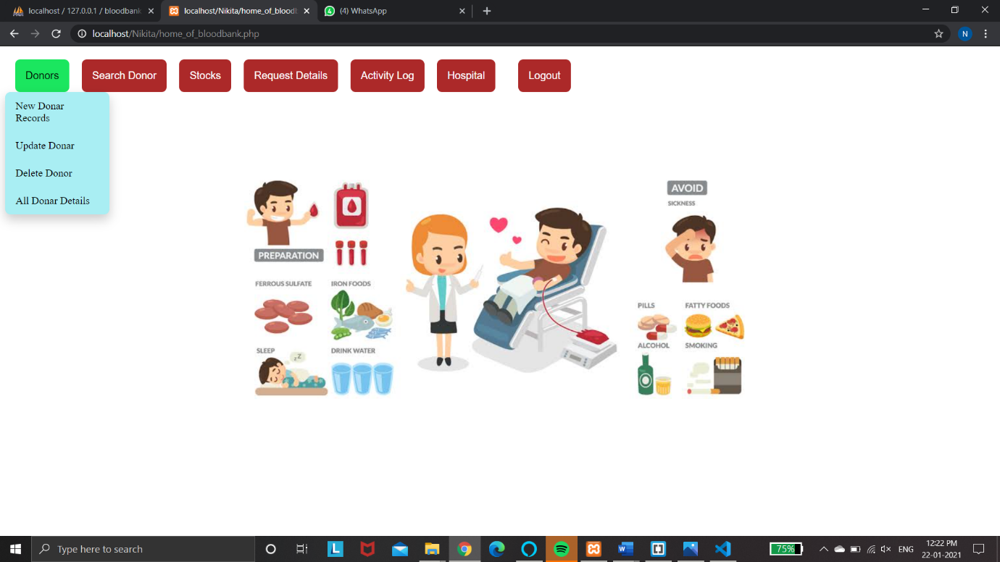 localhost / 127.0.0.1 / bloodbank
localhost/Nikita/home_of_bloodb
(4) WhatsApp
localhost/Nikita/home_of_bloodbank.php
N
Donors
Search Donor
Stocks
Request Details
Activity Log
Hospital
Logout
New Donar
Records
Update Donar
Delete Donor
All Donar Details
PREPARATION
FERROUS SULFATE
IRON FOODS
SLEEP
zZ
DRINK WATER
AVOID
SICKNESS
PILLS
FATTY FOODS
ALCOHOL
SMOKING
Type here to search
L
75%
ENG
12:22 PM
22-01-2021